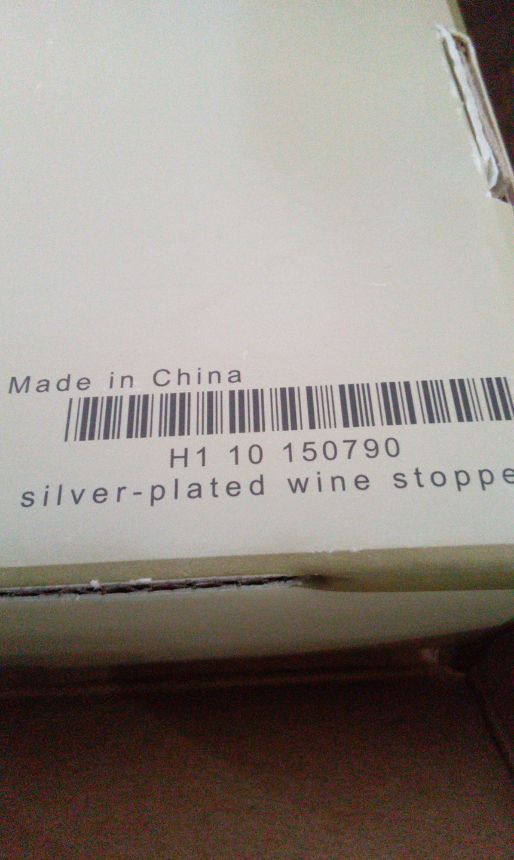 Made in China
H1 10 150790
silver-plated wine stoppe